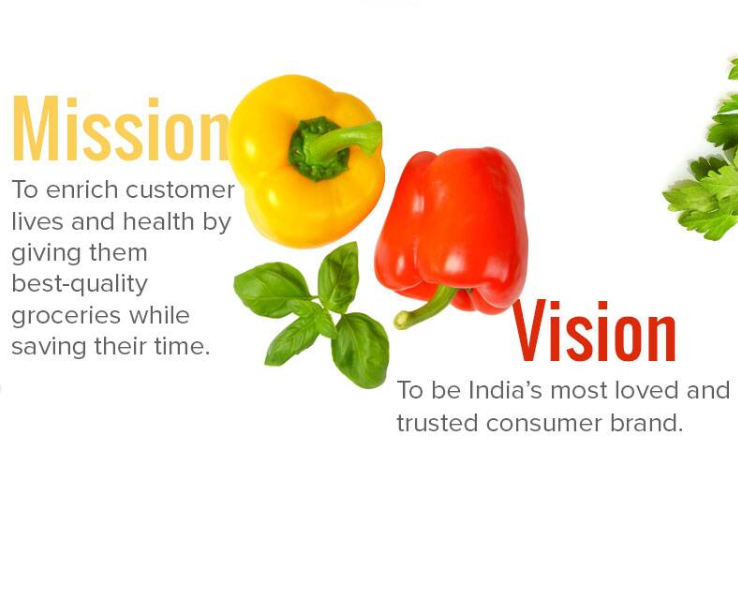 Mission
To enrich customer
lives and health by
giving them
best-quality
groceries while
saving their time.
Vision
To be India's most loved and
trusted consumer brand.